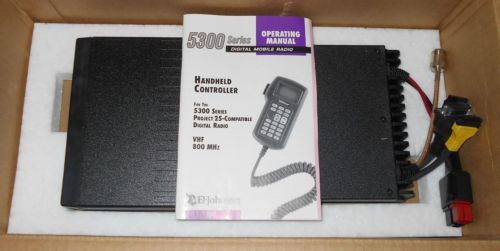 5300 Series
OPERATING
MANUAL
DIGITAL MOBILE RADIO
HANDHELD
CONTROLLER
FOR THE
5300 SERIES
PROJECT 25-COMPATIBLE
DIGITAL RADIO
VHF
800 MHz
EFJohnson